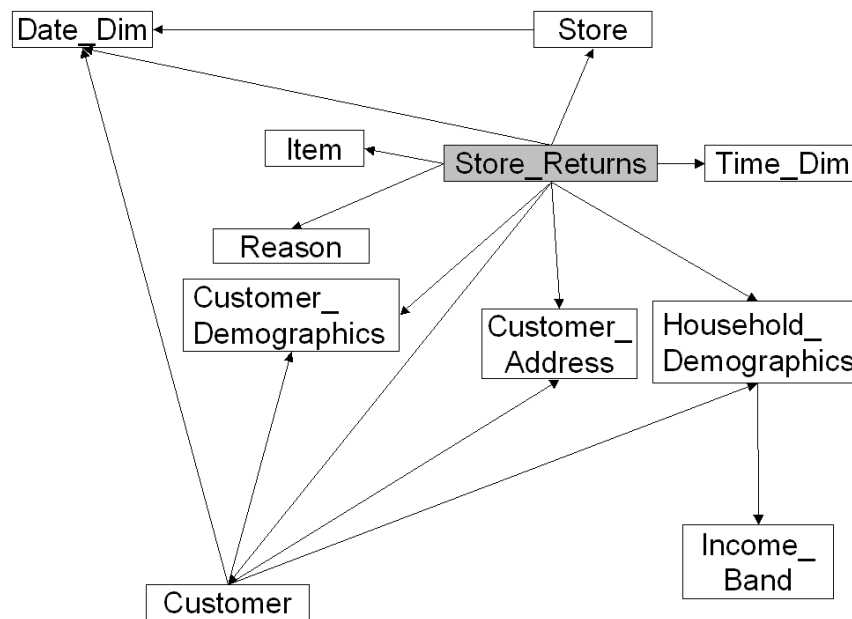 Date_Dim
Store
Item
Store_Returns
Time_Dim
Reason
Customer_
Demographics
Customer_
Address
Household_
Demographics
Income_
Band
Customer